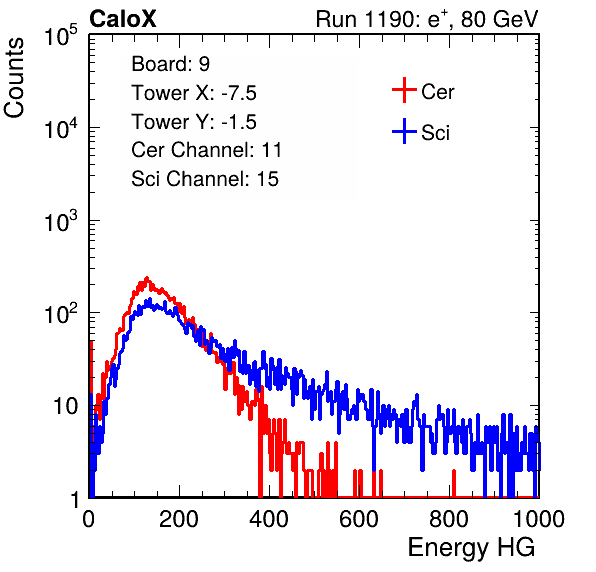 CaloX Run 1190: e⁺, 80 GeV
Counts
10⁵
10⁴
10³
10²
10
1
Board: 9
Tower X: -7.5
Tower Y: -1.5
Cer Channel: 11
Sci Channel: 15
Cer
Sci
0 200 400 600 800 1000
Energy HG